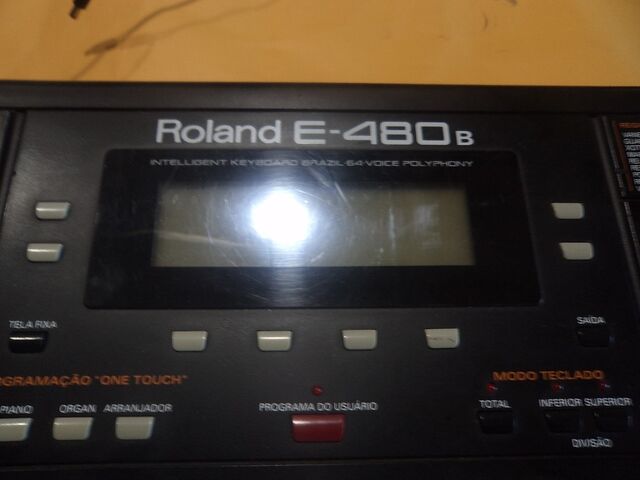 Roland E-480B
INTELLIGENT KEYBOARD BRAZIL·64-VOICE POLYPHONY
TELA FIXA
SAÍDA
"ONE TOUCH"
MODO TECLADO
PIANO ORGAN ARRANJADOR
PROGRAMA DO USUÁRIO
TOTAL INFERIOR SUPERIOR
DIVISÃO